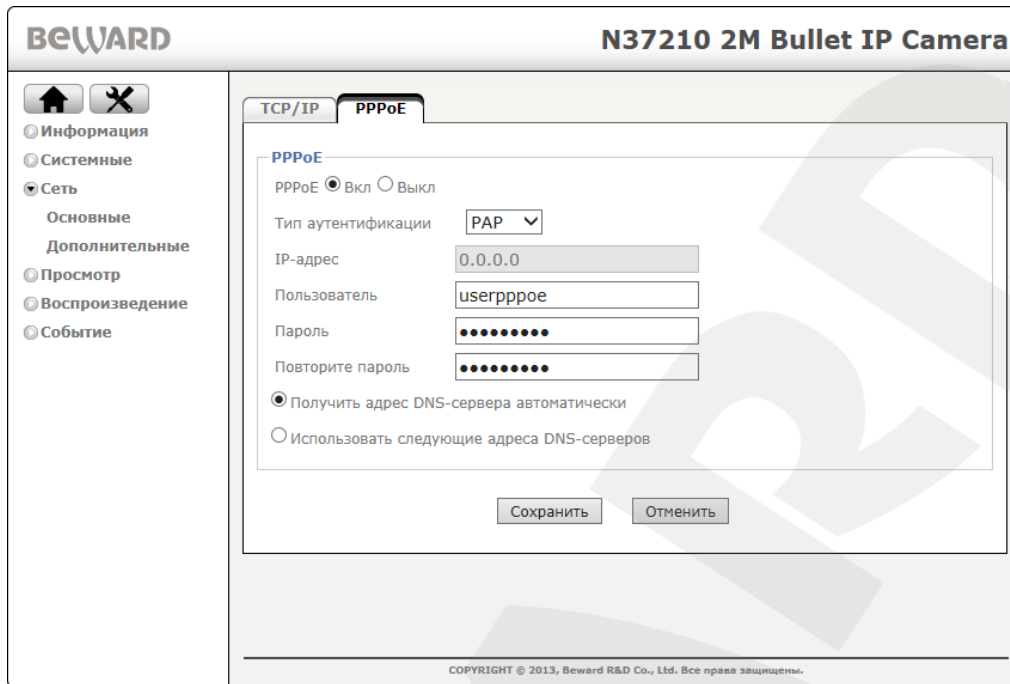 BEWARD
N37210 2M Bullet IP Camera
Информация
Системные
Сеть
Основные
Дополнительные
Просмотр
Воспроизведение
Событие
TCP/IP
PPPoE
PPPoE
PPPoE Вкл Выкл
Тип аутентификации PAP
IP-адрес 0.0.0.0
Пользователь userpppoe
Пароль •••••••••
Повторите пароль •••••••••
Получить адрес DNS-сервера автоматически
Использовать следующие адреса DNS-серверов
Сохранить Отменить
COPYRIGHT © 2013, Beward R&D Co., Ltd. Все права защищены.